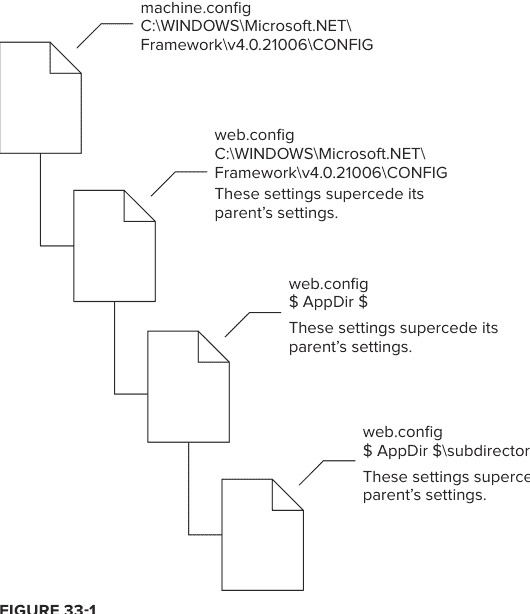 machine.config
C:\WINDOWS\Microsoft.NET\
Framework\v4.0.21006\CONFIG
web.config
C:\WINDOWS\Microsoft.NET\
Framework\v4.0.21006\CONFIG
These settings supercede its
parent’s settings.
web.config
$ AppDir $
These settings supercede its
parent’s settings.
web.config
$ AppDir $\subdirector
These settings superce
parent’s settings.
FIGURE 33-1